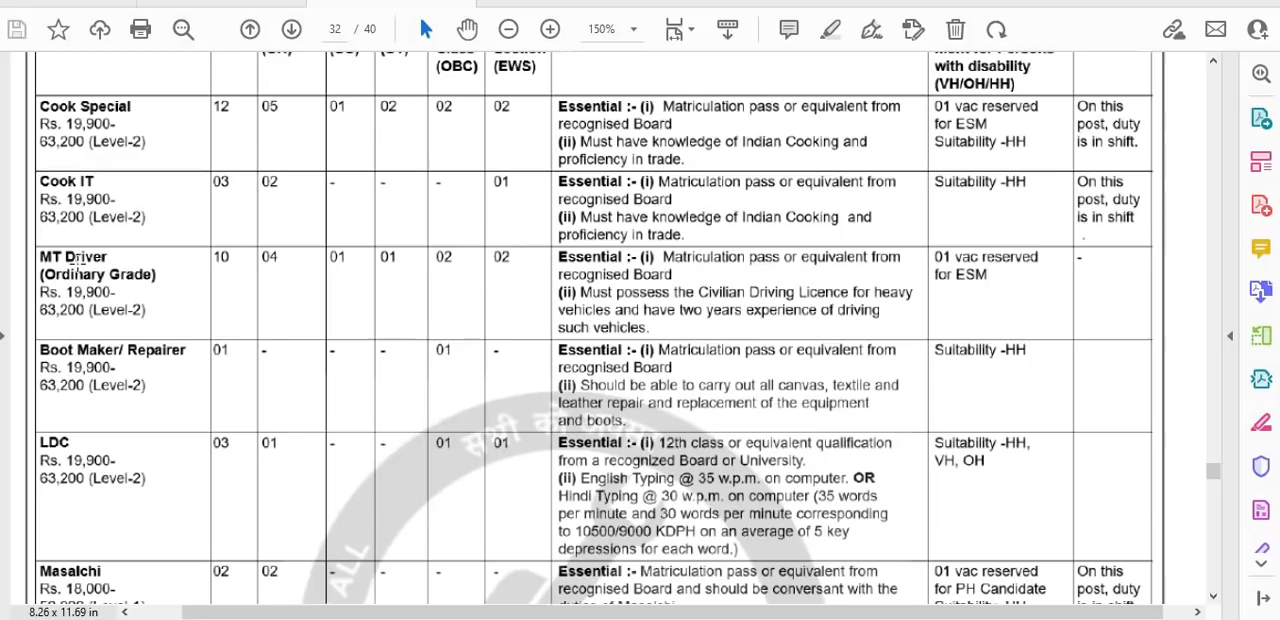 32 / 40
150%
Class
(OBC)
Section
(EWS)
ment for Persons
with disability
(VH/OH/HH)
Cook Special
Rs. 19,900-
63,200 (Level-2)
12 05 01 02 02 02
Essential :- (i) Matriculation pass or equivalent from
recognised Board
(ii) Must have knowledge of Indian Cooking and
proficiency in trade.
01 vac reserved
for ESM
Suitability -HH
On this
post, duty
is in shift.
Cook IT
Rs. 19,900-
63,200 (Level-2)
03 02 - - - 01
Essential :- (i) Matriculation pass or equivalent from
recognised Board
(ii) Must have knowledge of Indian Cooking and
proficiency in trade.
Suitability -HH
On this
post, duty
is in shift
.
MT Driver
(Ordinary Grade)
Rs. 19,900-
63,200 (Level-2)
10 04 01 01 02 02
Essential :- (i) Matriculation pass or equivalent from
recognised Board
(ii) Must possess the Civilian Driving Licence for heavy
vehicles and have two years experience of driving
such vehicles.
01 vac reserved
for ESM
-
Boot Maker/ Repairer
Rs. 19,900-
63,200 (Level-2)
01 - - - 01 -
Essential :- (i) Matriculation pass or equivalent from
recognised Board
(ii) Should be able to carry out all canvas, textile and
leather repair and replacement of the equipment
and boots.
Suitability -HH
LDC
Rs. 19,900-
63,200 (Level-2)
03 01 - - 01 01
Essential :- (i) 12th class or equivalent qualification
from a recognized Board or University.
(ii) English Typing @ 35 w.p.m. on computer. OR
Hindi Typing @ 30 w.p.m. on computer (35 words
per minute and 30 words per minute corresponding
to 10500/9000 KDPH on an average of 5 key
depressions for each word.)
Suitability -HH,
VH, OH
Masalchi
Rs. 18,000-
02 02 - - - -
Essential :- Matriculation pass or equivalent from
recognised Board and should be conversant with the
01 vac reserved
for PH Candidate
On this
post, duty
सभी को
ALL
8.26 x 11.69 in